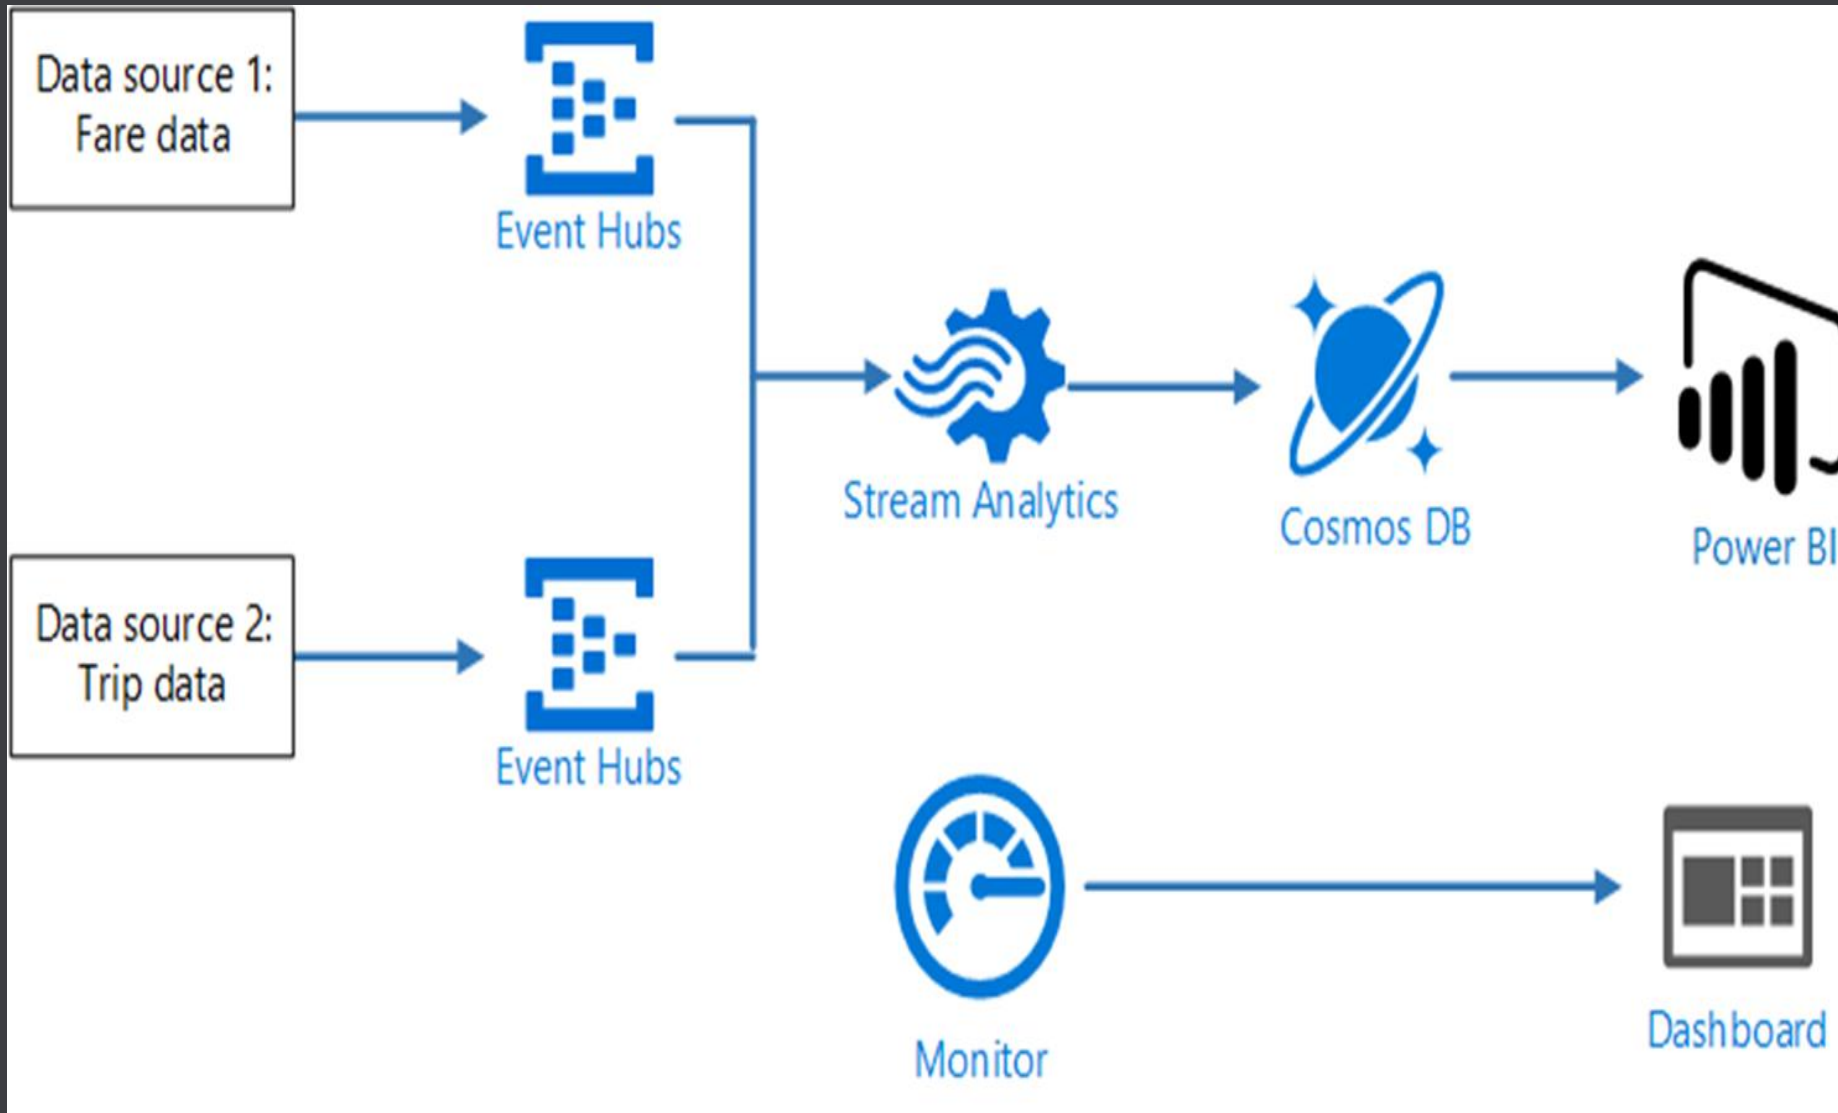 Data source 1:
Fare data
Event Hubs
Stream Analytics
Cosmos DB
Power BI
Data source 2:
Trip data
Event Hubs
Monitor
Dashboard